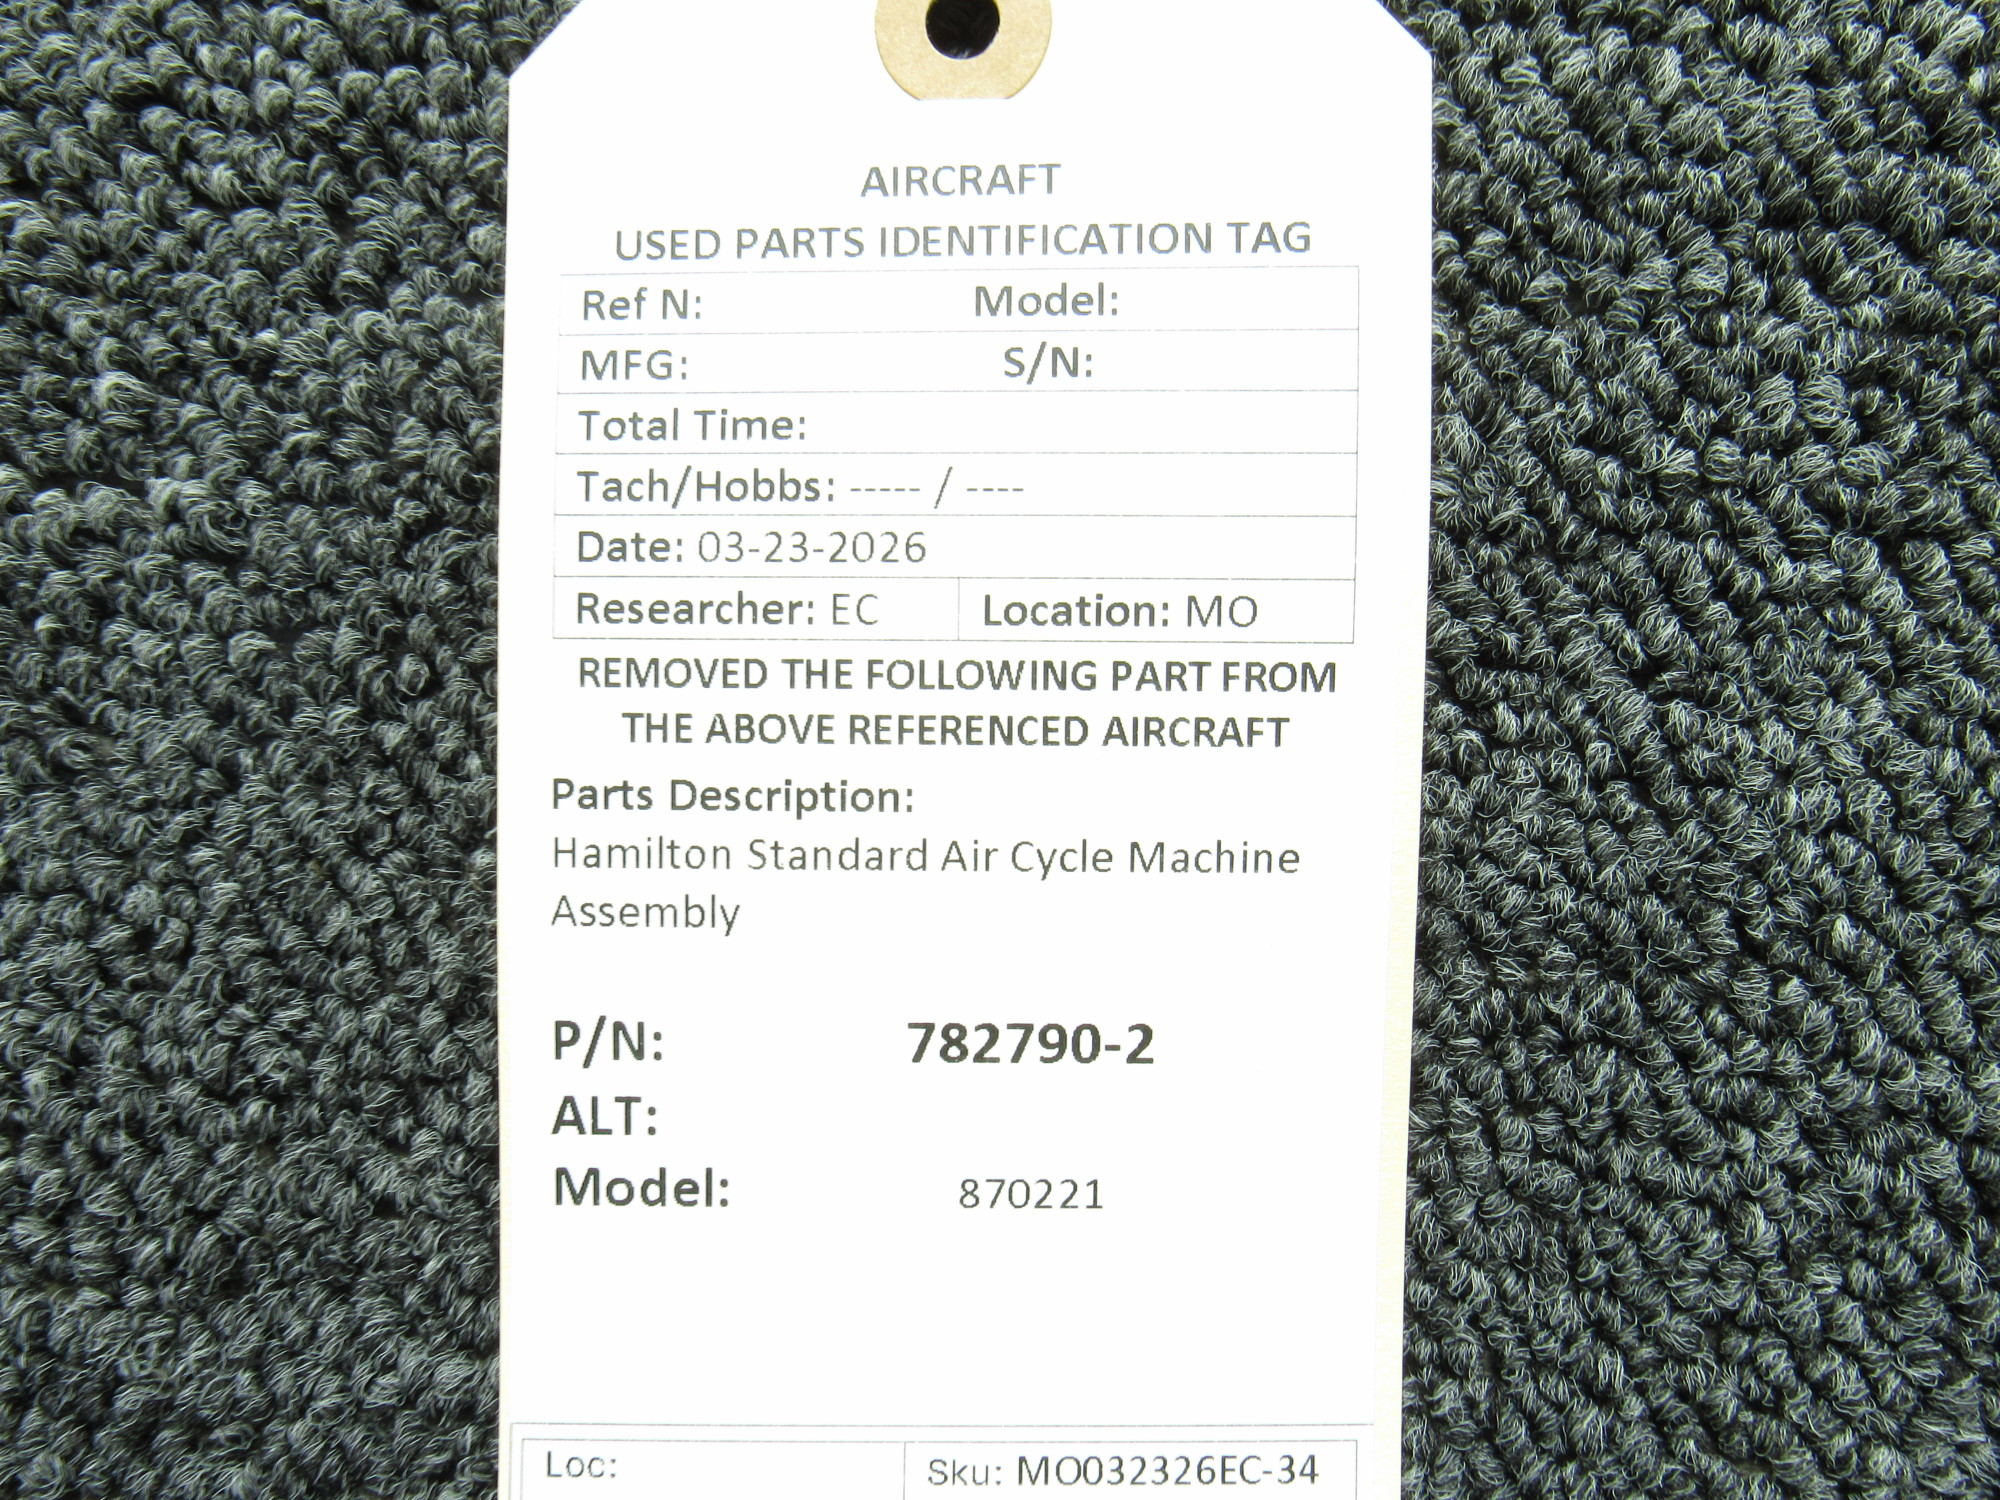 AIRCRAFT
USED PARTS IDENTIFICATION TAG
Ref N: Model:
MFG: S/N:
Total Time:
Tach/Hobbs: ----- / ----
Date: 03-23-2026
Researcher: EC Location: MO
REMOVED THE FOLLOWING PART FROM
THE ABOVE REFERENCED AIRCRAFT
Parts Description:
Hamilton Standard Air Cycle Machine
Assembly
P/N: 782790-2
ALT:
Model: 870221
Loc: Sku: MO032326EC-34